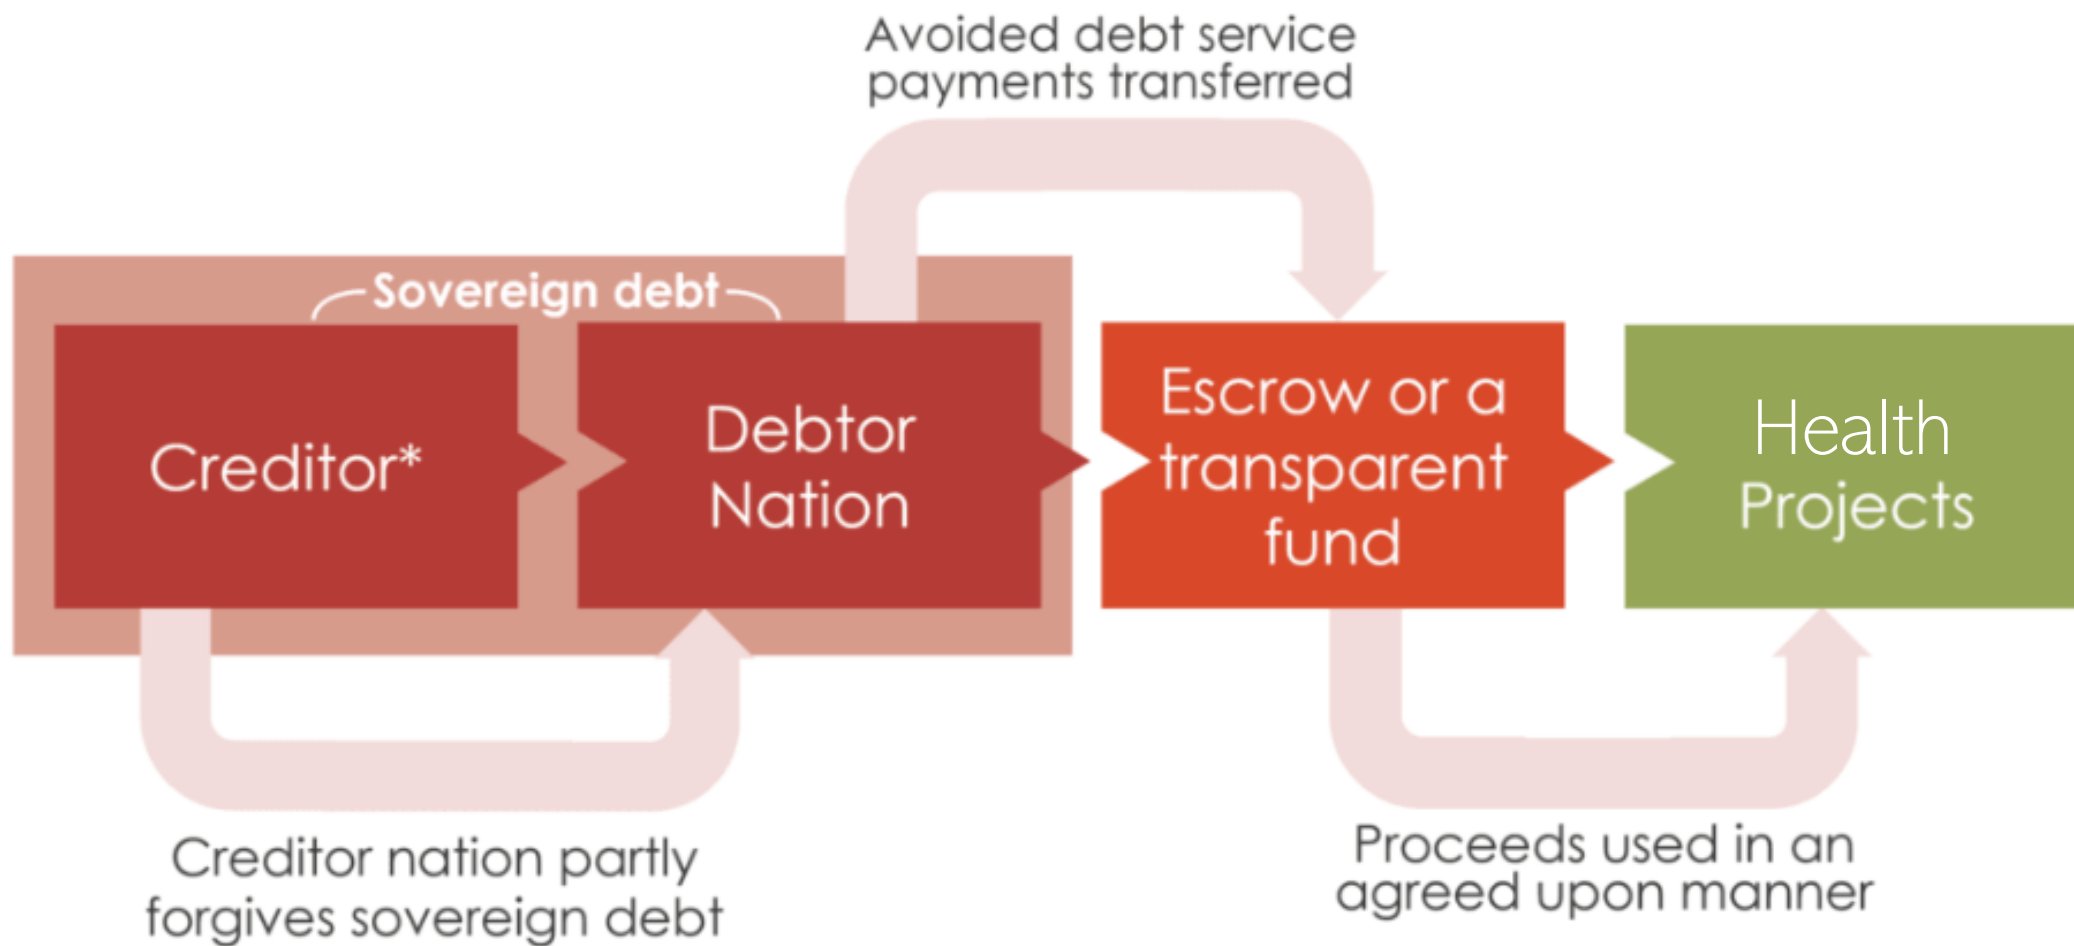 Avoided debt service
payments transferred
Sovereign debt
Creditor*
Debtor
Nation
Escrow or a
transparent
fund
Health
Projects
Creditor nation partly
forgives sovereign debt
Proceeds used in an
agreed upon manner